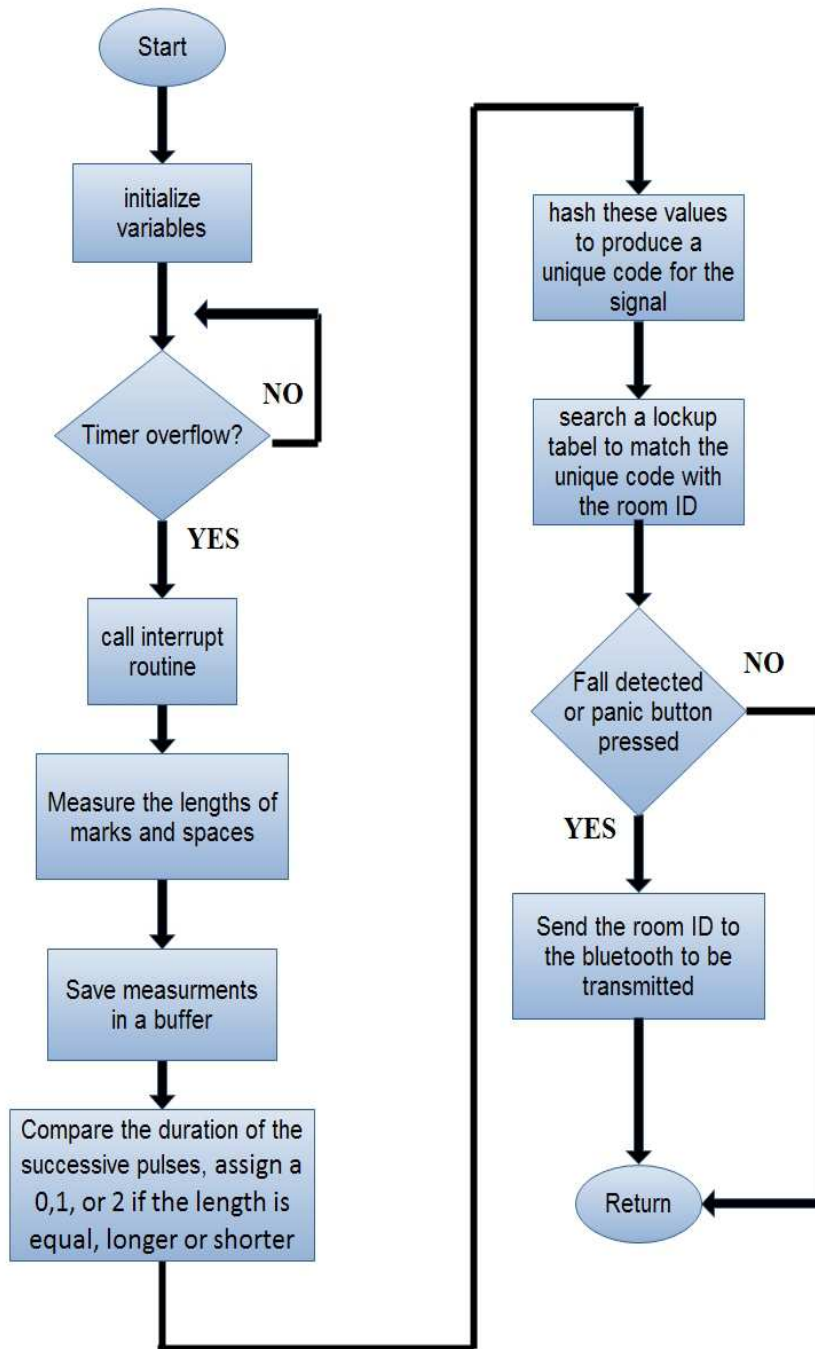 Start
initialize
variables
NO
Timer overflow?
YES
call interrupt
routine
Measure the lengths of
marks and spaces
Save measurments
in a buffer
Compare the duration of the
successive pulses, assign a
0,1, or 2 if the length is
equal, longer or shorter
hash these values
to produce a
unique code for the
signal
search a lockup
tabel to match the
unique code with
the room ID
NO
Fall detected
or panic button
pressed
YES
Send the room ID to
the bluetooth to be
transmitted
Return